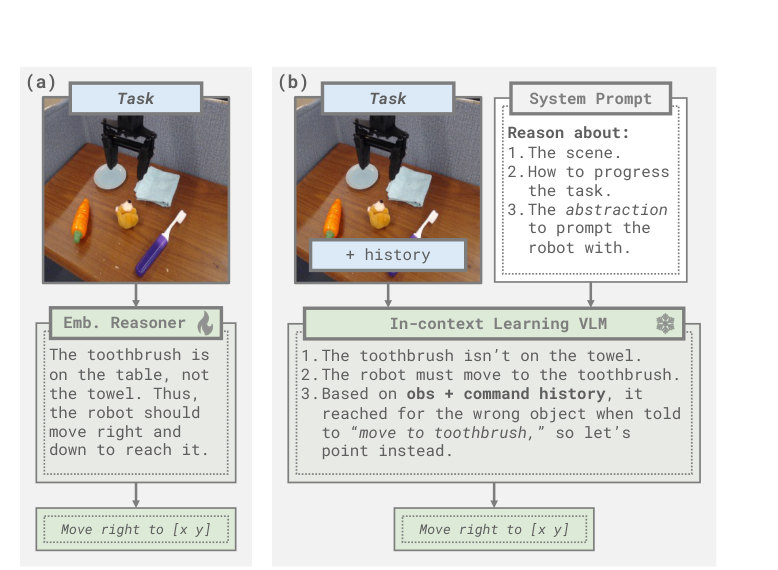 (a)
Task
Emb. Reasoner
The toothbrush is
on the table, not
the towel. Thus,
the robot should
move right and
down to reach it.
Move right to [x y]
(b)
Task
+ history
System Prompt
Reason about:
1. The scene.
2. How to progress
the task.
3. The abstraction
to prompt the
robot with.
In-context Learning VLM
1. The toothbrush isn't on the towel.
2. The robot must move to the toothbrush.
3. Based on obs + command history, it
reached for the wrong object when told
to “move to toothbrush,” so let's
point instead.
Move right to [x y]